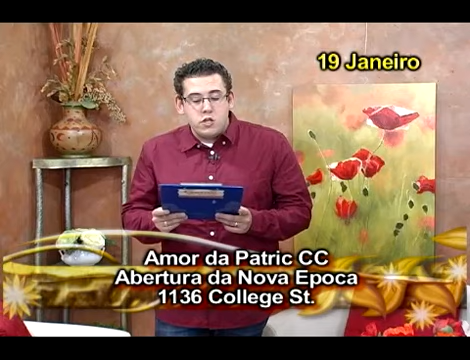 19 Janeiro
Amor da Patric CC
Abertura da Nova Epoca
1136 College St.